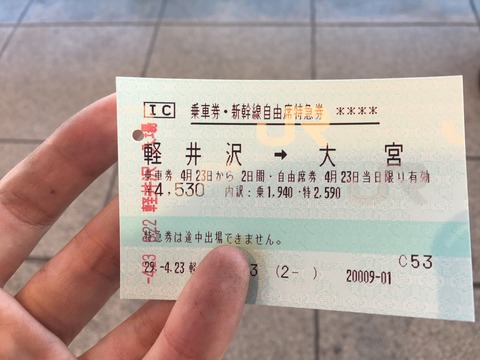 IC 乗車券・新幹線自由席特急券 ****
軽井沢 → 大宮
乗車券 4月23日から 2日間・自由席券 4月23日当日限り有効
4,530 内訳:乗1,940・特2,590
特急券は途中出場できません。
29.-4.23 軽 (2- ) 20009-01 C53